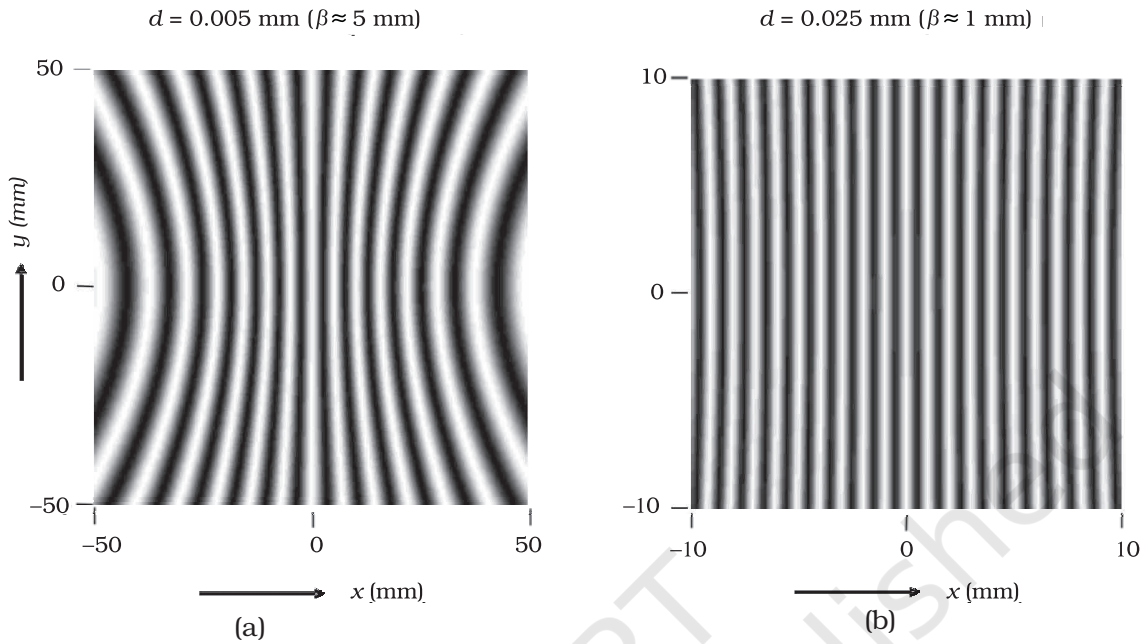 d = 0.005 mm (β ≈ 5 mm)
50
0
–50
y (mm)
–50 0 50
x (mm)
(a)
d = 0.025 mm (β ≈ 1 mm)
10
0
–10
–10 0 10
x (mm)
(b)